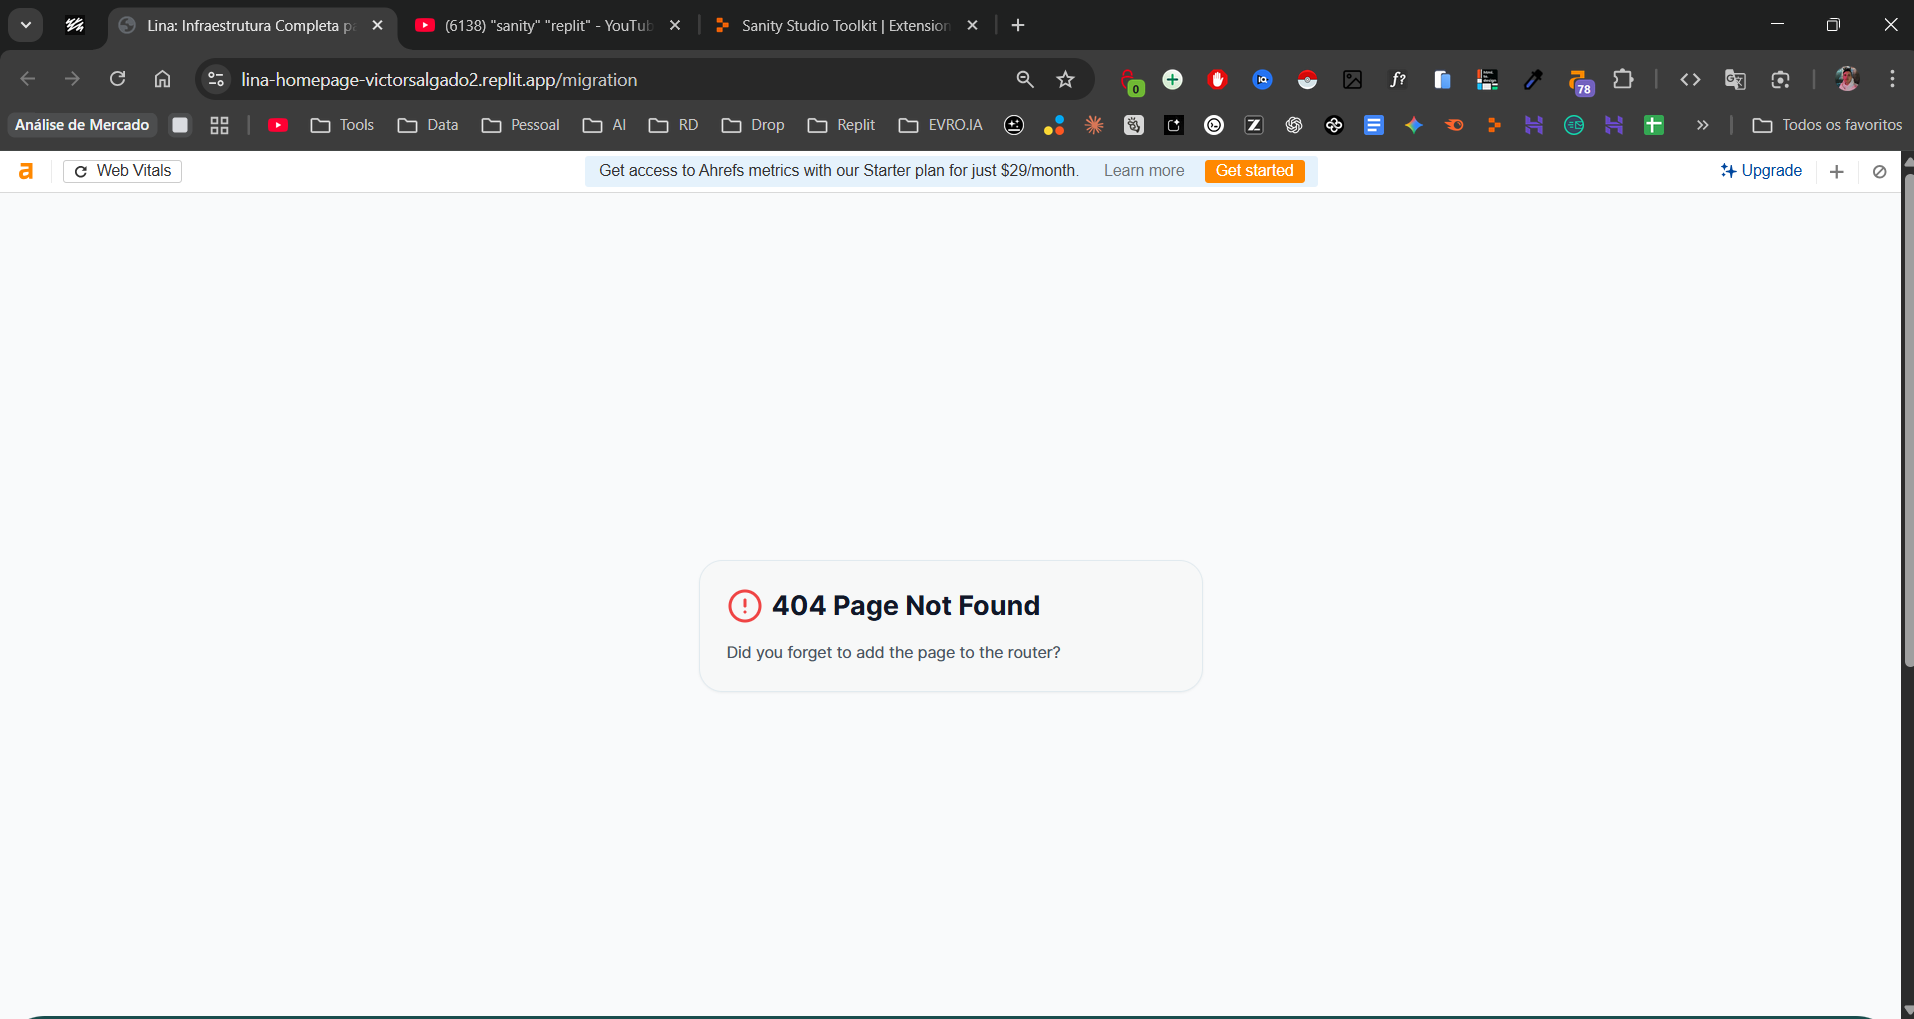 Lina: Infraestrutura Completa pa
(6138) "sanity" "replit" - YouTub
Sanity Studio Toolkit | Extension
lina-homepage-victorsalgado2.replit.app/migration
0
IQ
f?
78
Análise de Mercado
Tools
Data
Pessoal
AI
RD
Drop
Replit
EVRO.IA
Todos os favoritos
a
Web Vitals
Get access to Ahrefs metrics with our Starter plan for just $29/month.
Learn more
Get started
Upgrade
404 Page Not Found
Did you forget to add the page to the router?